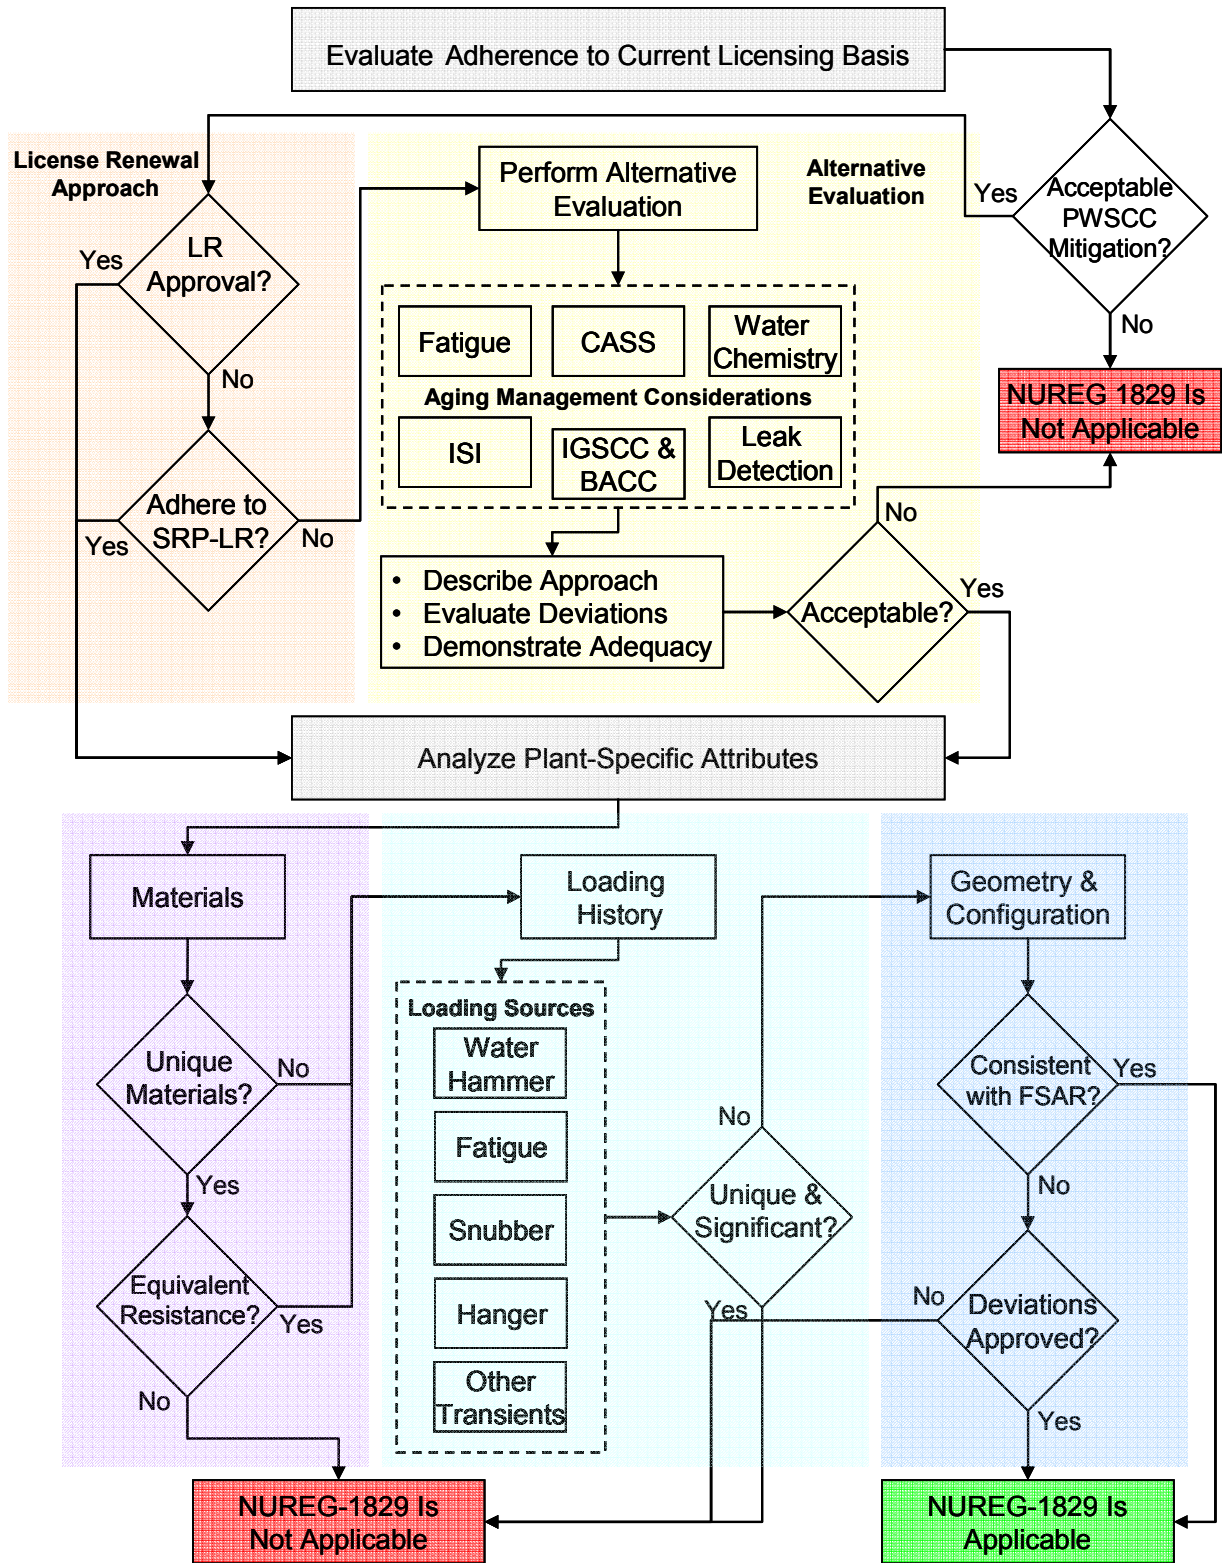 Evaluate Adherence to Current Licensing Basis
License Renewal
Approach
Perform Alternative
Evaluation
Alternative
Evaluation
Yes
Acceptable
PWSCC
Mitigation?
No
NUREG 1829 Is
Not Applicable
Yes
LR
Approval?
No
Fatigue
CASS
Water
Chemistry
Aging Management Considerations
ISI
IGSCC &
BACC
Leak
Detection
Yes
Adhere to
SRP-LR?
No
• Describe Approach
• Evaluate Deviations
• Demonstrate Adequacy
No
Acceptable?
Yes
Analyze Plant-Specific Attributes
Materials
Unique
Materials?
No
Yes
Equivalent
Resistance?
Yes
No
Loading
History
Loading Sources
Water
Hammer
Fatigue
Snubber
Hanger
Other
Transients
No
Unique &
Significant?
Yes
Geometry &
Configuration
Consistent
with FSAR?
Yes
No
No
Deviations
Approved?
Yes
NUREG-1829 Is
Not Applicable
NUREG-1829 Is
Applicable